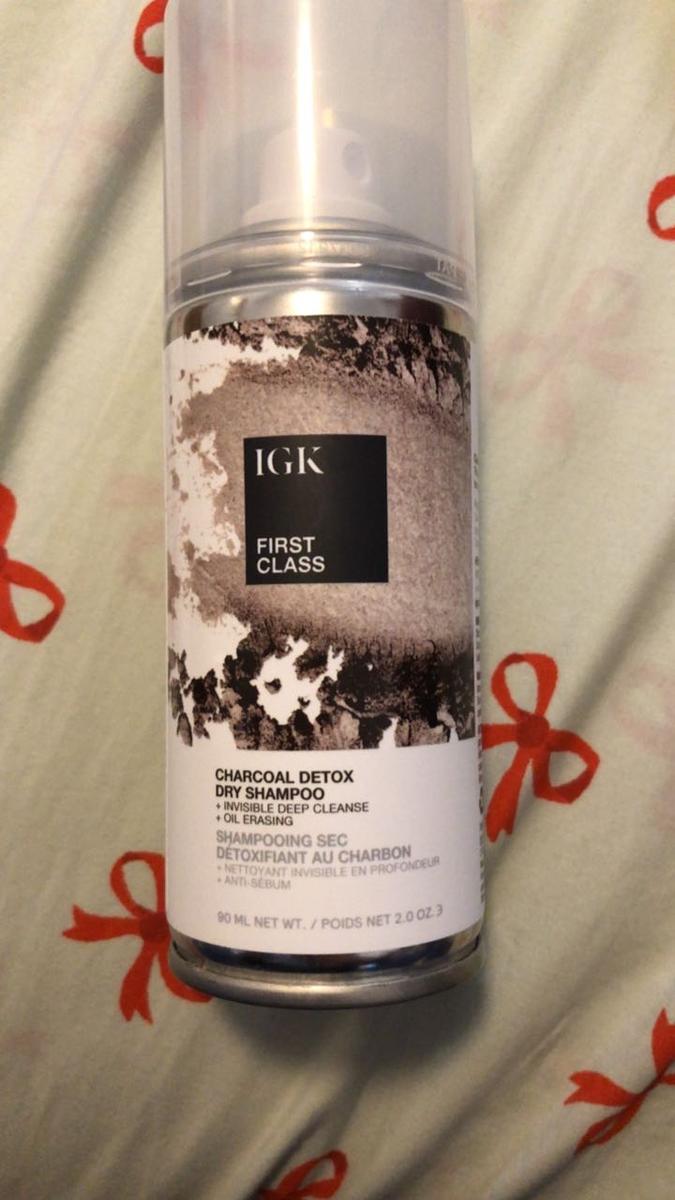 IGK
FIRST
CLASS
CHARCOAL DETOX
DRY SHAMPOO
+ INVISIBLE DEEP CLEANSE
+ OIL ERASING
SHAMPOOING SEC
DÉTOXIFIANT AU CHARBON
+ NETTOYANT INVISIBLE EN PROFONDEUR
+ ANTI-SÉBUM
90 ML NET WT. / POIDS NET 2.0 OZ.